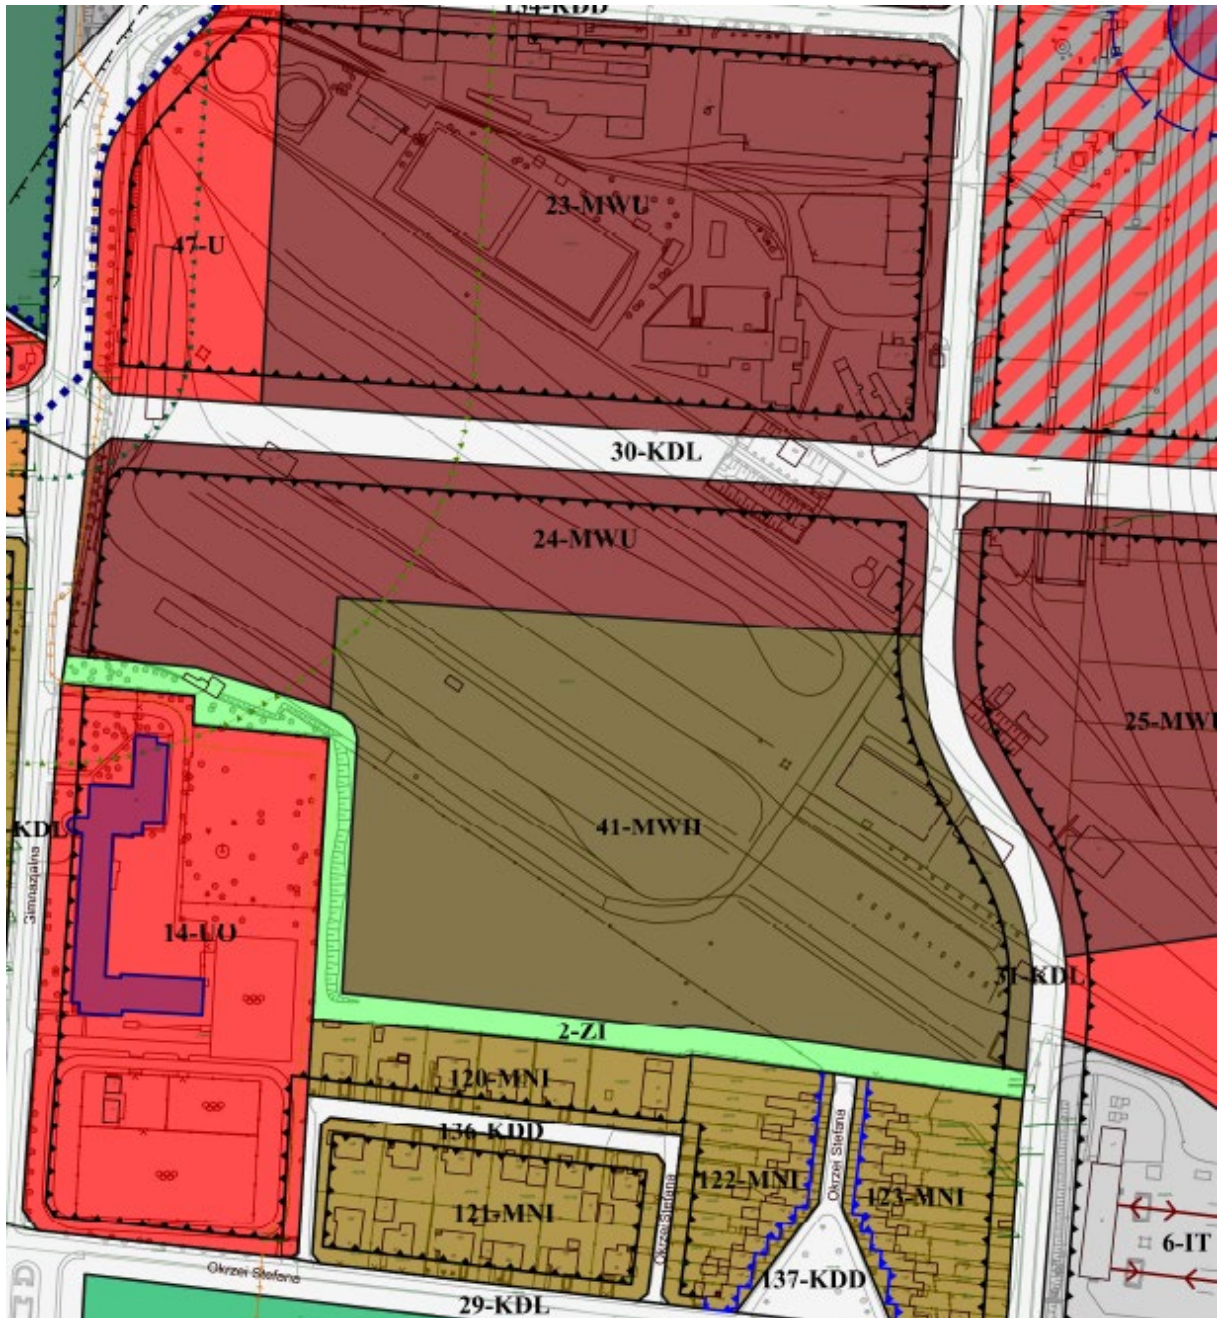 134-KDD
23-MWU
47-U
30-KDL
24-MWU
25-MWU
41-MWH
KDL
Gimnazjalna
14-UO
31-KDL
2-ZI
120-MNI
136-KDD
Okrzei Stefana
122-MNI
123-MNI
121-MNI
Okrzei Stefana
6-IT
137-KDD
Okrzei Stefana
29-KDL